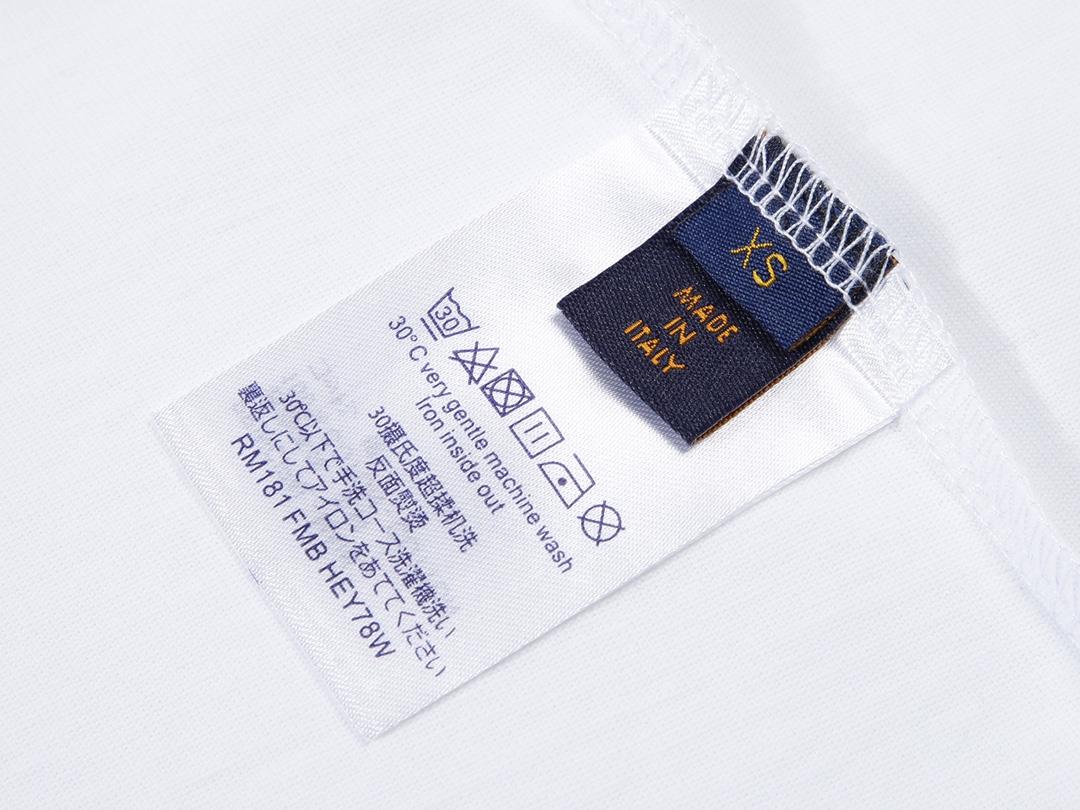 XS
MADE
IN
ITALY
30
30°C very gentle machine wash
Iron inside out
30摄氏度超揉机洗
反面熨烫
30℃以下で手洗コース洗濯機洗い
裏返しにしてアイロンをあててください
RM181 FMB HEY78W